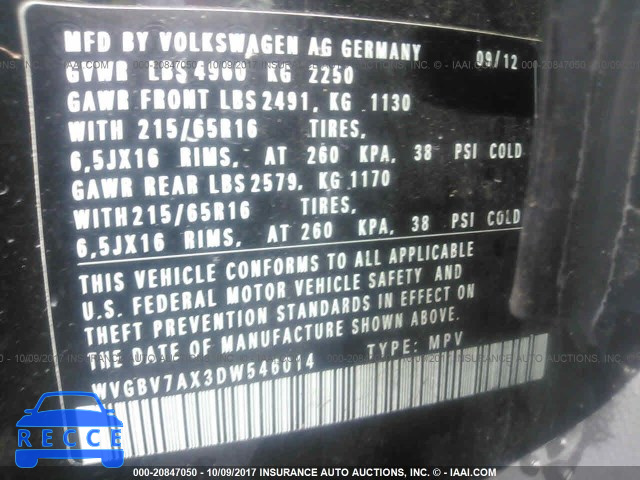 MFD BY VOLKSWAGEN AG GERMANY 09/12
GVWR LBS 4960 KG 2250
GAWR FRONT LBS 2491, KG 1130
WITH 215/65R16 TIRES,
6,5JX16 RIMS, AT 260 KPA, 38 PSI COLD
GAWR REAR LBS 2579, KG 1170
WITH 215/65R16 TIRES,
6,5JX16 RIMS, AT 260 KPA, 38 PSI COLD
THIS VEHICLE CONFORMS TO ALL APPLICABLE
U.S. FEDERAL MOTOR VEHICLE SAFETY AND
THEFT PREVENTION STANDARDS IN EFFECT ON
THE DATE OF MANUFACTURE SHOWN ABOVE.
WVGBV7AX3DW546014 TYPE: MPV
RECCE
000-20847050 - 10/09/2017 INSURANCE AUTO AUCTIONS, INC. - © - IAAI.COM